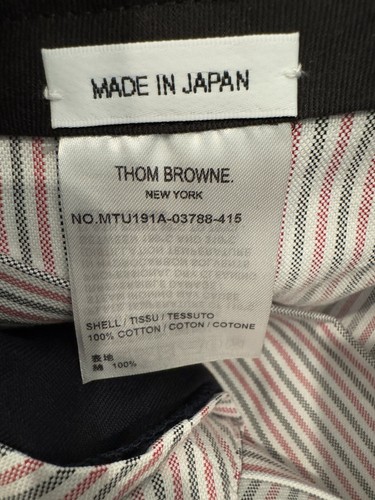 MADE IN JAPAN
THOM BROWNE.
NEW YORK
NO.MTU191A-03788-415
SHELL / TISSU / TESSUTO
100% COTTON / COTON / COTONE
表地
綿 100%